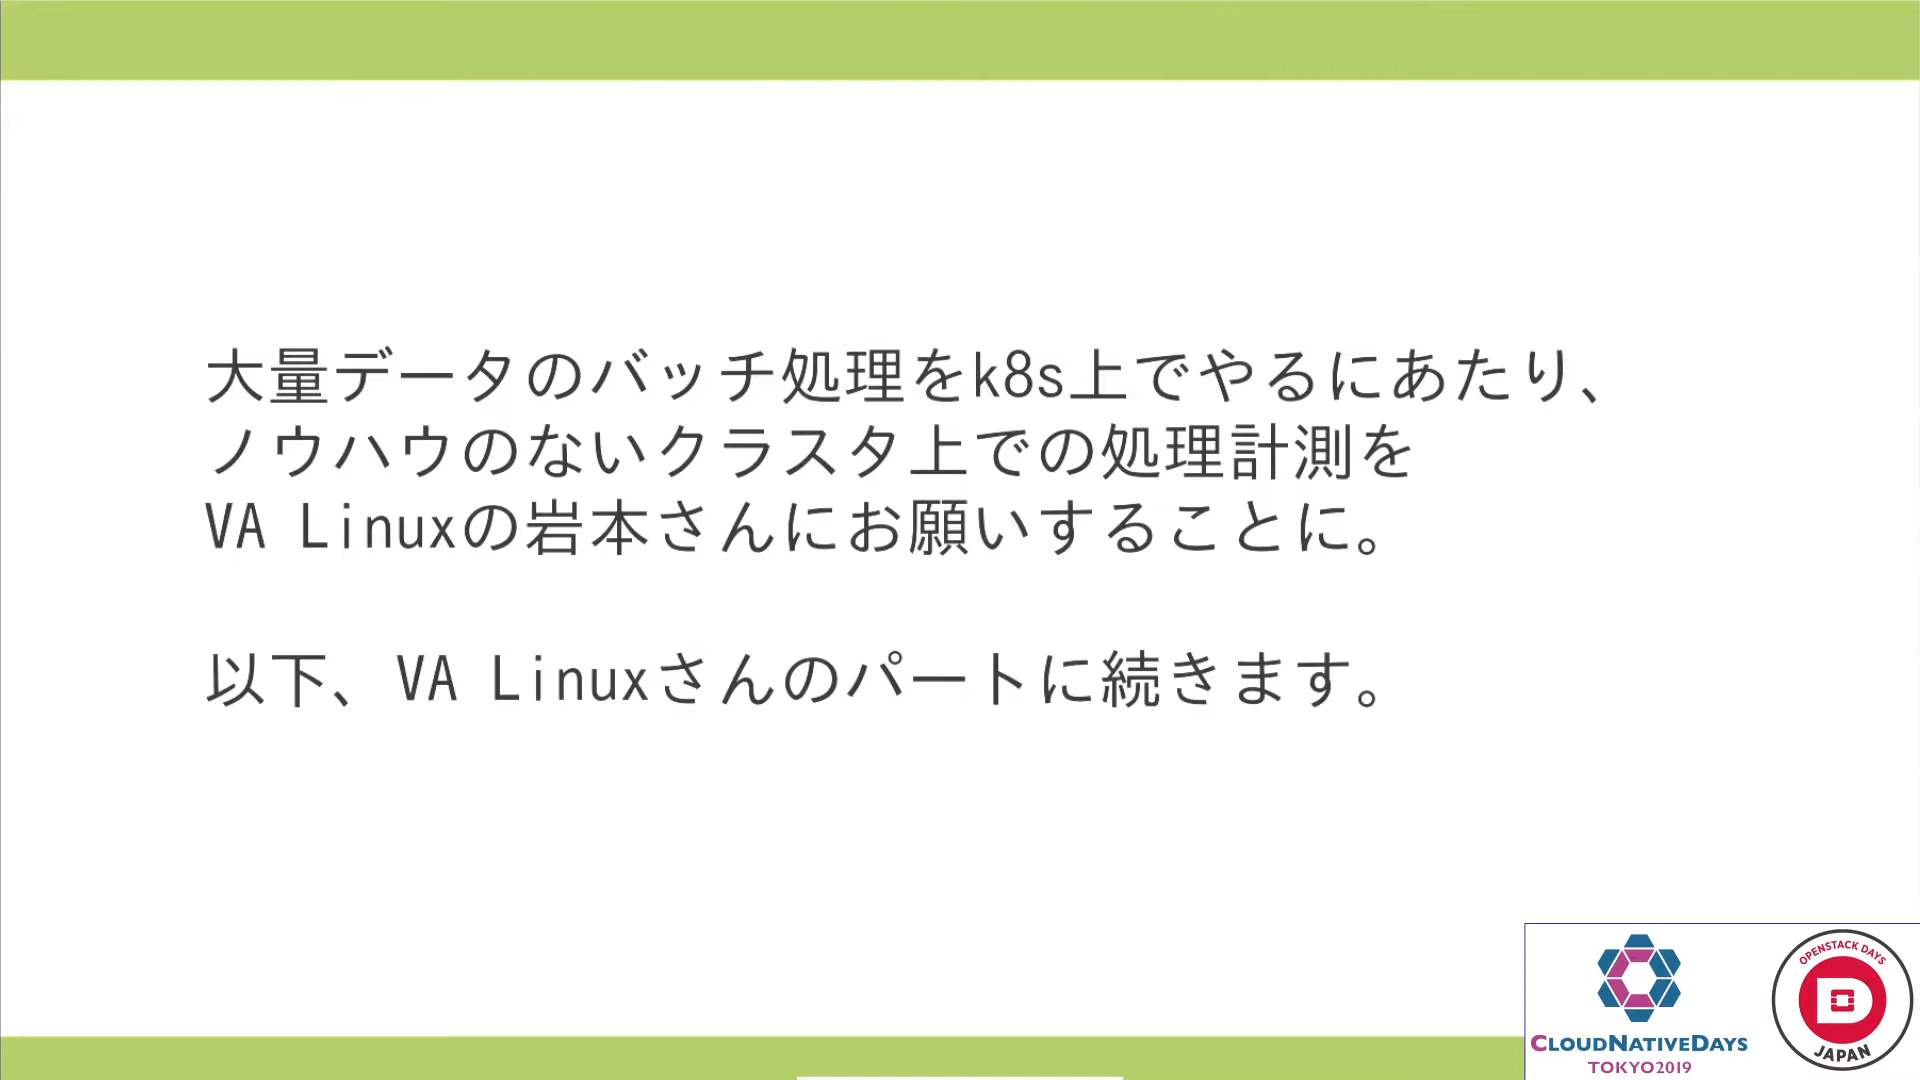 大量データのバッチ処理をk8s上でやるにあたり、
ノウハウのないクラスタ上での処理計測を
VA Linuxの岩本さんにお願いすることに。
以下、VA Linuxさんのパートに続きます。
CLOUDNATIVEDAYS
TOKYO2019
OPENSTACK DAYS
JAPAN